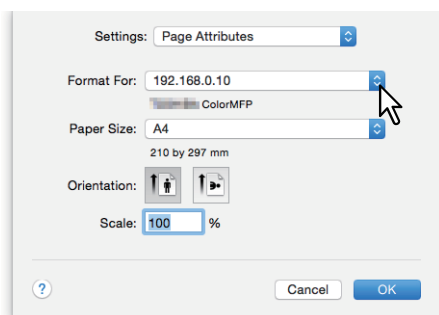 Settings: Page Attributes
Format For: 192.168.0.10
ColorMFP
Paper Size: A4
210 by 297 mm
Orientation:
Scale: 100 %
? Cancel OK